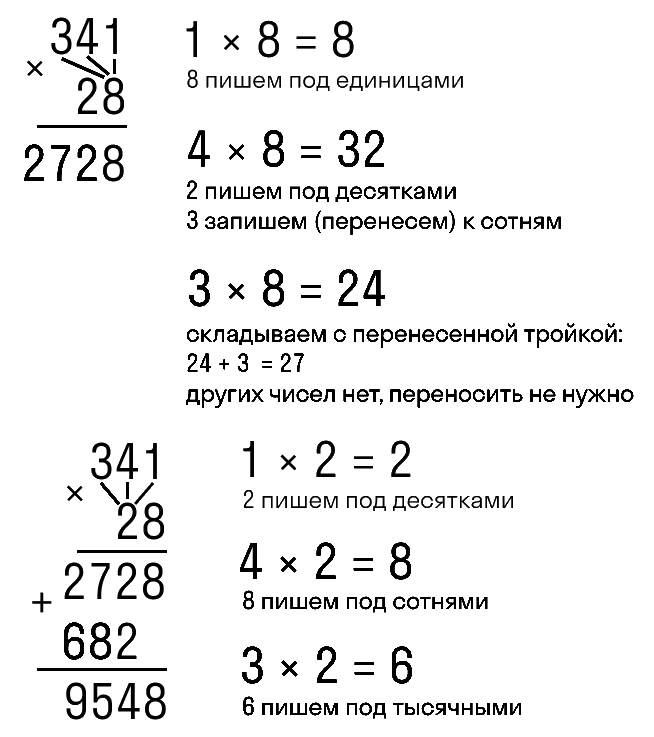 341
×
28
2728
1 × 8 = 8
8 пишем под единицами
4 × 8 = 32
2 пишем под десятками
3 запишем (перенесем) к сотням
3 × 8 = 24
складываем с перенесенной тройкой:
24 + 3 = 27
других чисел нет, переносить не нужно
341
×
28
2728
+
682
9548
1 × 2 = 2
2 пишем под десятками
4 × 2 = 8
8 пишем под сотнями
3 × 2 = 6
6 пишем под тысячными